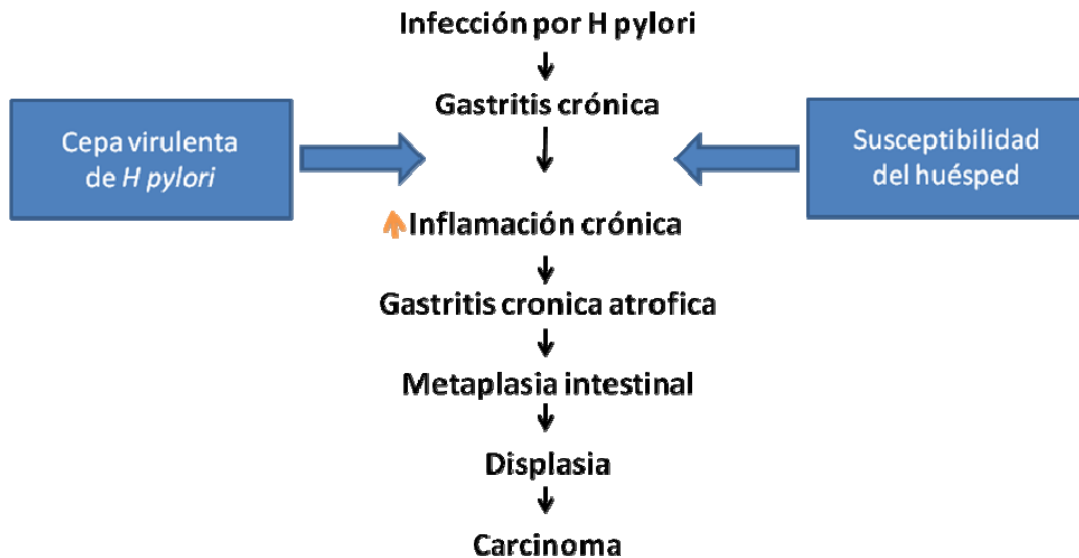 Infección por H pylori
Gastritis crónica
Cepa virulenta
de H pylori
Susceptibilidad
del huésped
Inflamación crónica
Gastritis cronica atrofica
Metaplasia intestinal
Displasia
Carcinoma